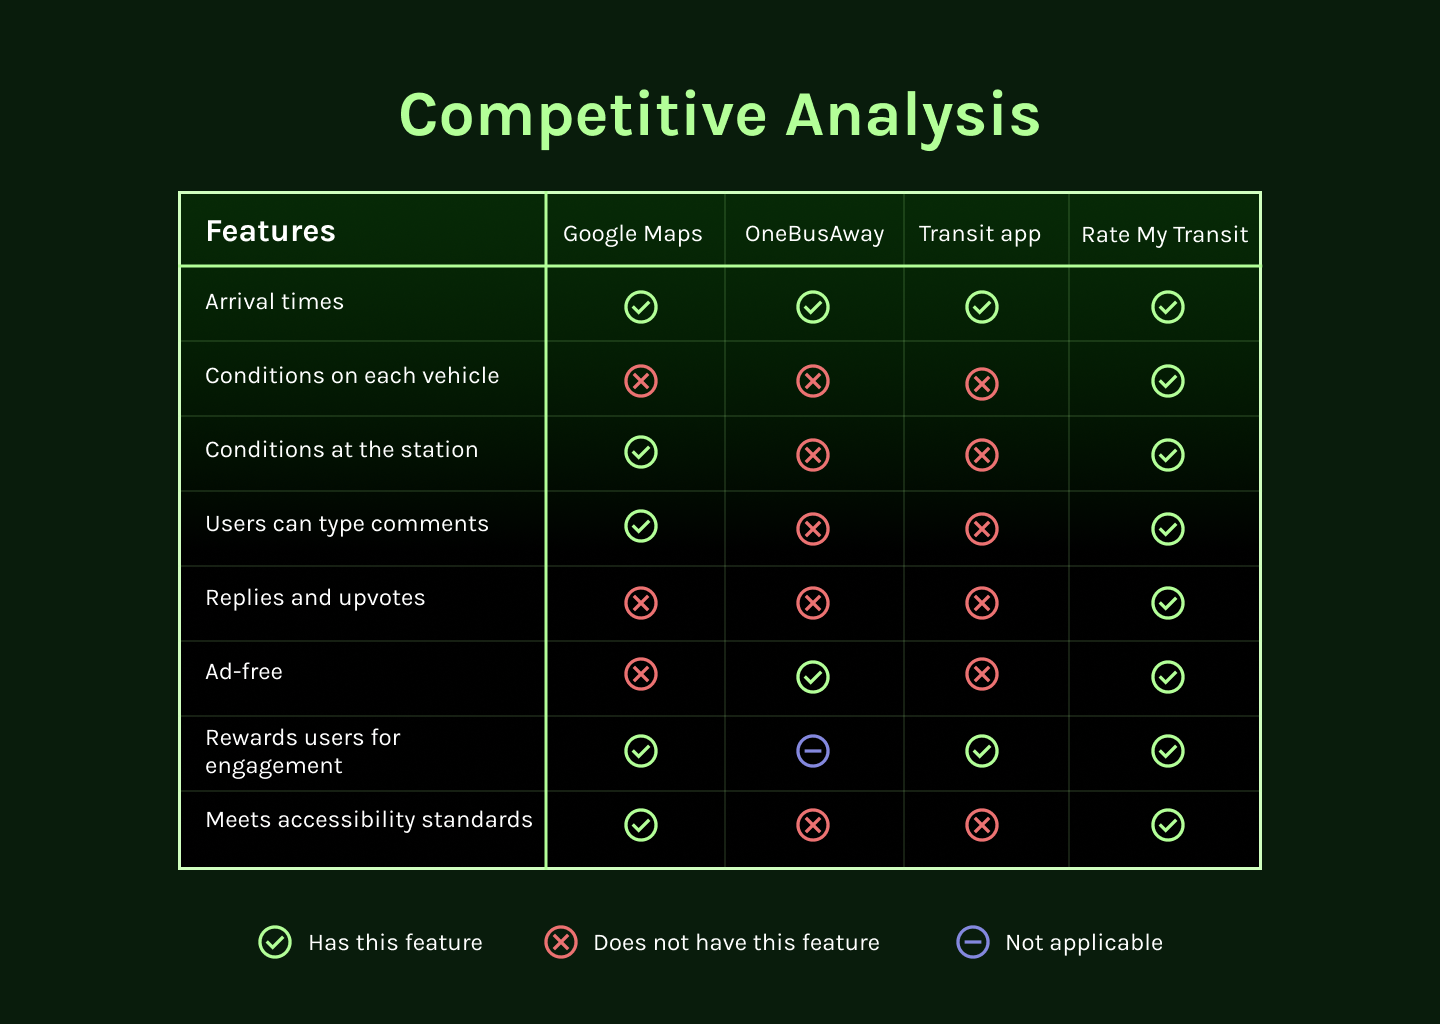 Competitive Analysis
Features
Google Maps
OneBusAway
Transit app
Rate My Transit
Arrival times
Conditions on each vehicle
Conditions at the station
Users can type comments
Replies and upvotes
Ad-free
Rewards users for
engagement
Meets accessibility standards
Has this feature
Does not have this feature
Not applicable